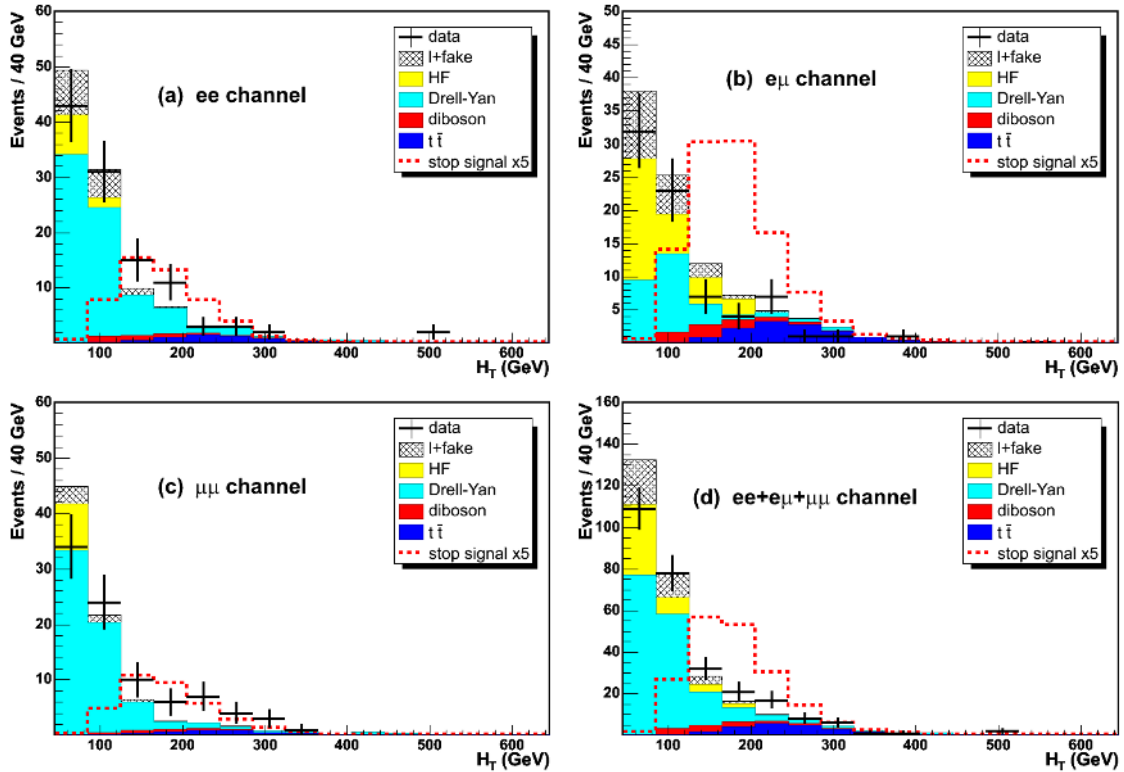 Events / 40 GeV
60
50
40
30
20
10
100 200 300 400 500 600
H_T (GeV)
(a) ee channel
data
l+fake
HF
Drell-Yan
diboson
t t̄
stop signal x5
Events / 40 GeV
50
45
40
35
30
25
20
15
10
5
100 200 300 400 500 600
H_T (GeV)
(b) eμ channel
data
l+fake
HF
Drell-Yan
diboson
t t̄
stop signal x5
Events / 40 GeV
60
50
40
30
20
10
100 200 300 400 500 600
H_T (GeV)
(c) μμ channel
data
l+fake
HF
Drell-Yan
diboson
t t̄
stop signal x5
Events / 40 GeV
160
140
120
100
80
60
40
20
100 200 300 400 500 600
H_T (GeV)
(d) ee+eμ+μμ channel
data
l+fake
HF
Drell-Yan
diboson
t t̄
stop signal x5